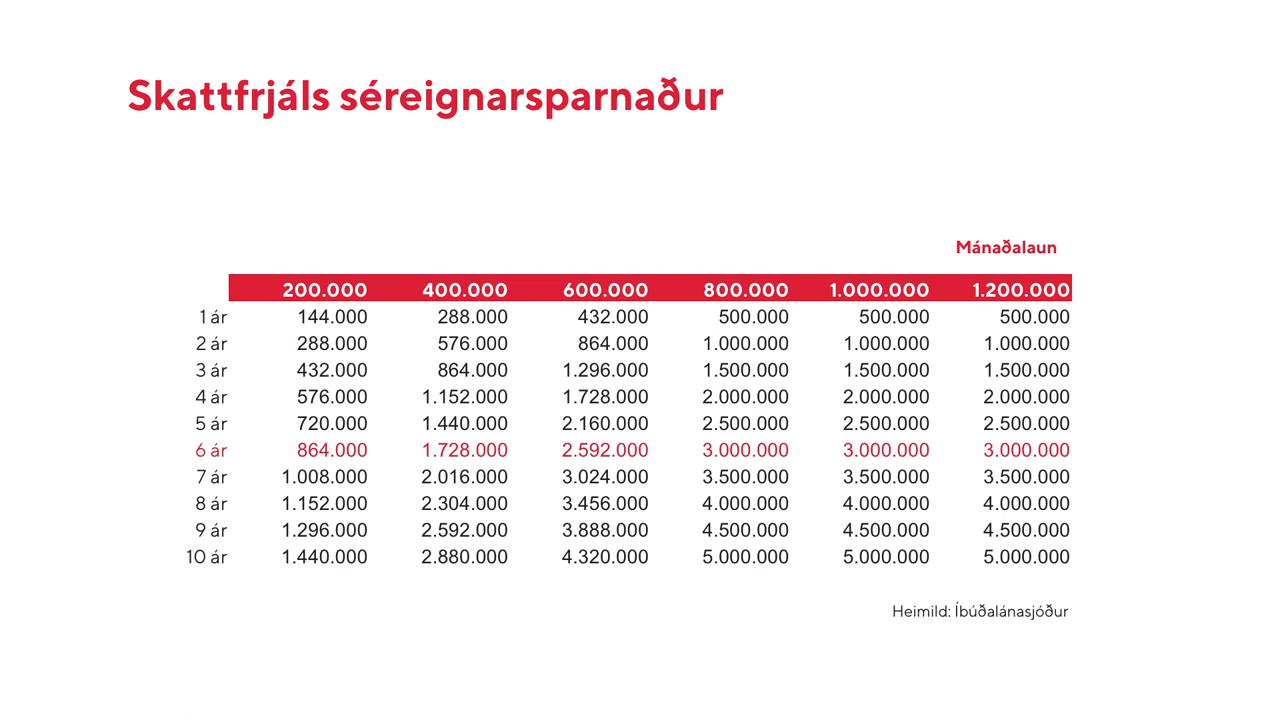 Skattfrjáls séreignarsparnaður
Mánaðalaun
200.000 400.000 600.000 800.000 1.000.000 1.200.000
1 ár 144.000 288.000 432.000 500.000 500.000 500.000
2 ár 288.000 576.000 864.000 1.000.000 1.000.000 1.000.000
3 ár 432.000 864.000 1.296.000 1.500.000 1.500.000 1.500.000
4 ár 576.000 1.152.000 1.728.000 2.000.000 2.000.000 2.000.000
5 ár 720.000 1.440.000 2.160.000 2.500.000 2.500.000 2.500.000
6 ár 864.000 1.728.000 2.592.000 3.000.000 3.000.000 3.000.000
7 ár 1.008.000 2.016.000 3.024.000 3.500.000 3.500.000 3.500.000
8 ár 1.152.000 2.304.000 3.456.000 4.000.000 4.000.000 4.000.000
9 ár 1.296.000 2.592.000 3.888.000 4.500.000 4.500.000 4.500.000
10 ár 1.440.000 2.880.000 4.320.000 5.000.000 5.000.000 5.000.000
Heimild: Íbúðalánasjóður